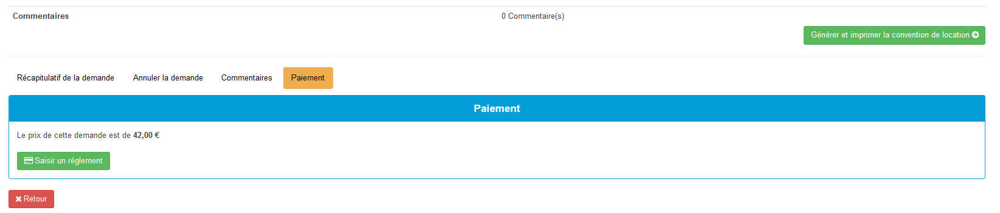 Commentaires 0 Commentaire(s)
Générer et imprimer la convention de location
Récapitulatif de la demande Annuler la demande Commentaires Paiement
Paiement
Le prix de cette demande est de 42,00 €
Saisir un réglement
Retour